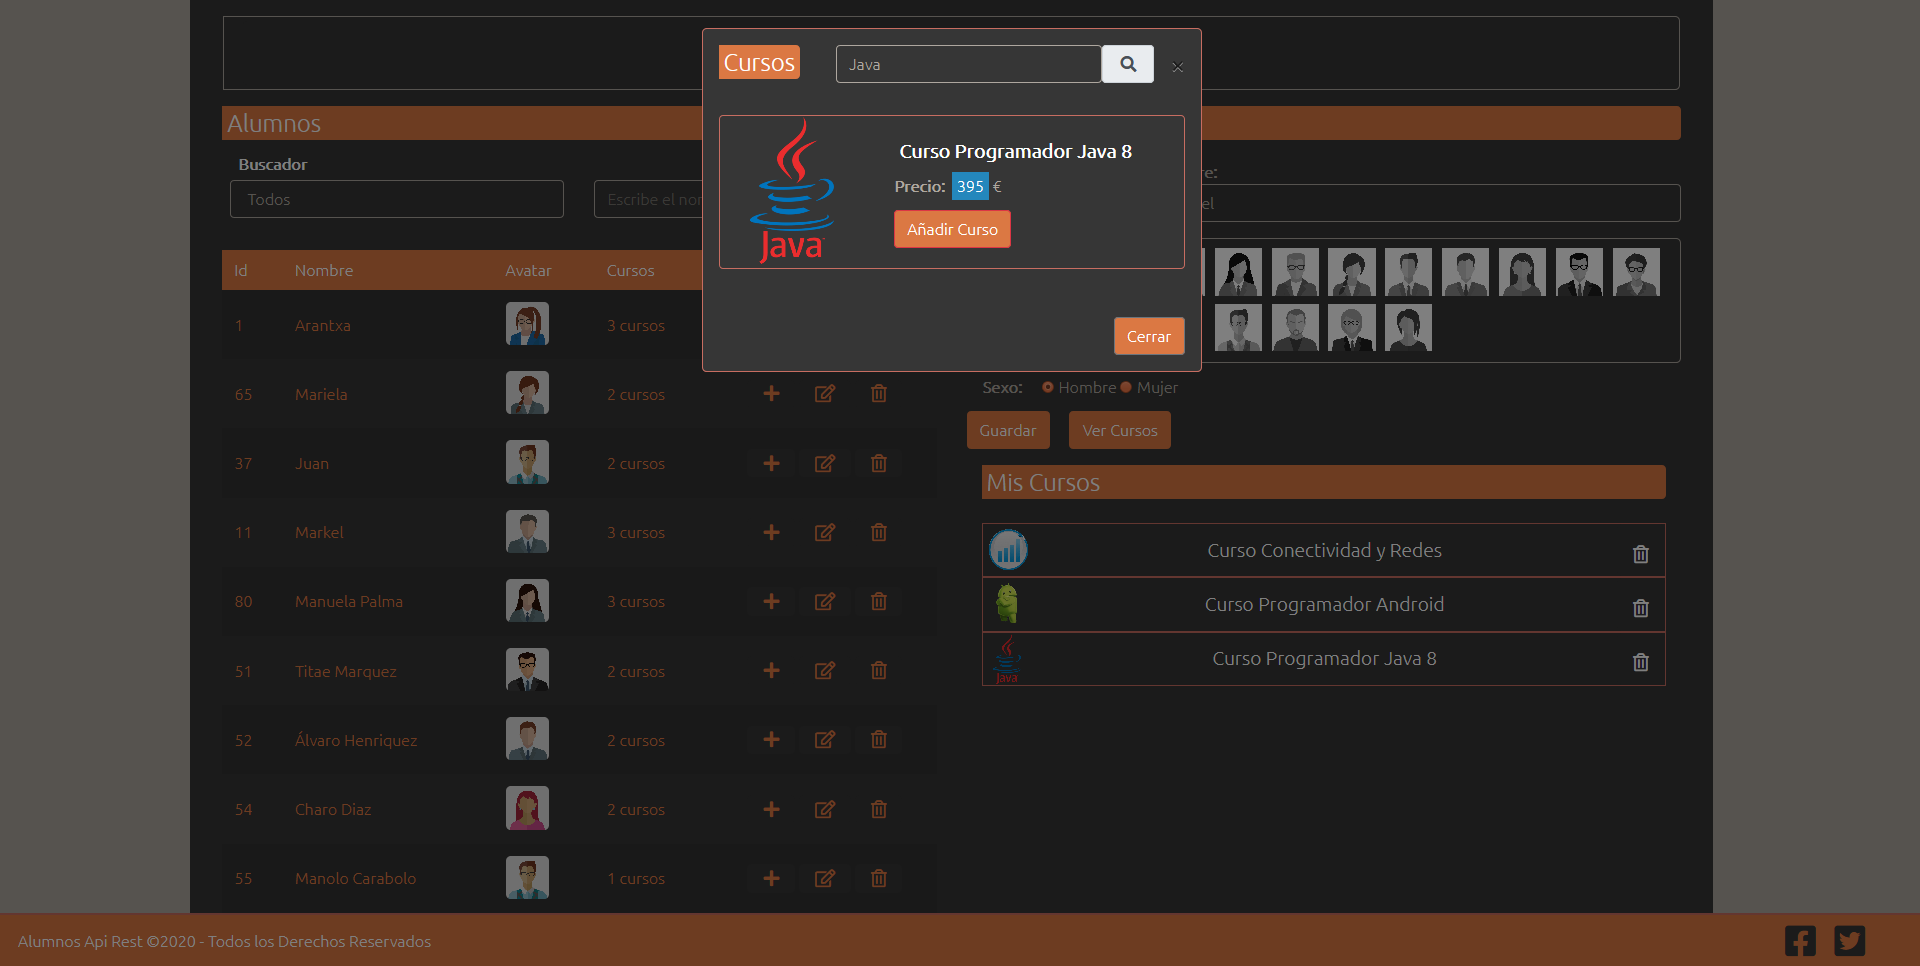 Cursos
Java
×
Java
Curso Programador Java 8
Precio: 395 €
Añadir Curso
Cerrar
Alumnos
Buscador
Todos
Escribe el nor
Id Nombre Avatar Cursos
1 Arantxa 3 cursos
65 Mariela 2 cursos
37 Juan 2 cursos
11 Markel 3 cursos
80 Manuela Palma 3 cursos
51 Titae Marquez 2 cursos
52 Álvaro Henriquez 2 cursos
54 Charo Diaz 2 cursos
55 Manolo Carabolo 1 cursos
re:
el
Sexo: Hombre Mujer
Guardar Ver Cursos
Mis Cursos
Curso Conectividad y Redes
Curso Programador Android
Java Curso Programador Java 8
Alumnos Api Rest ©2020 - Todos los Derechos Reservados